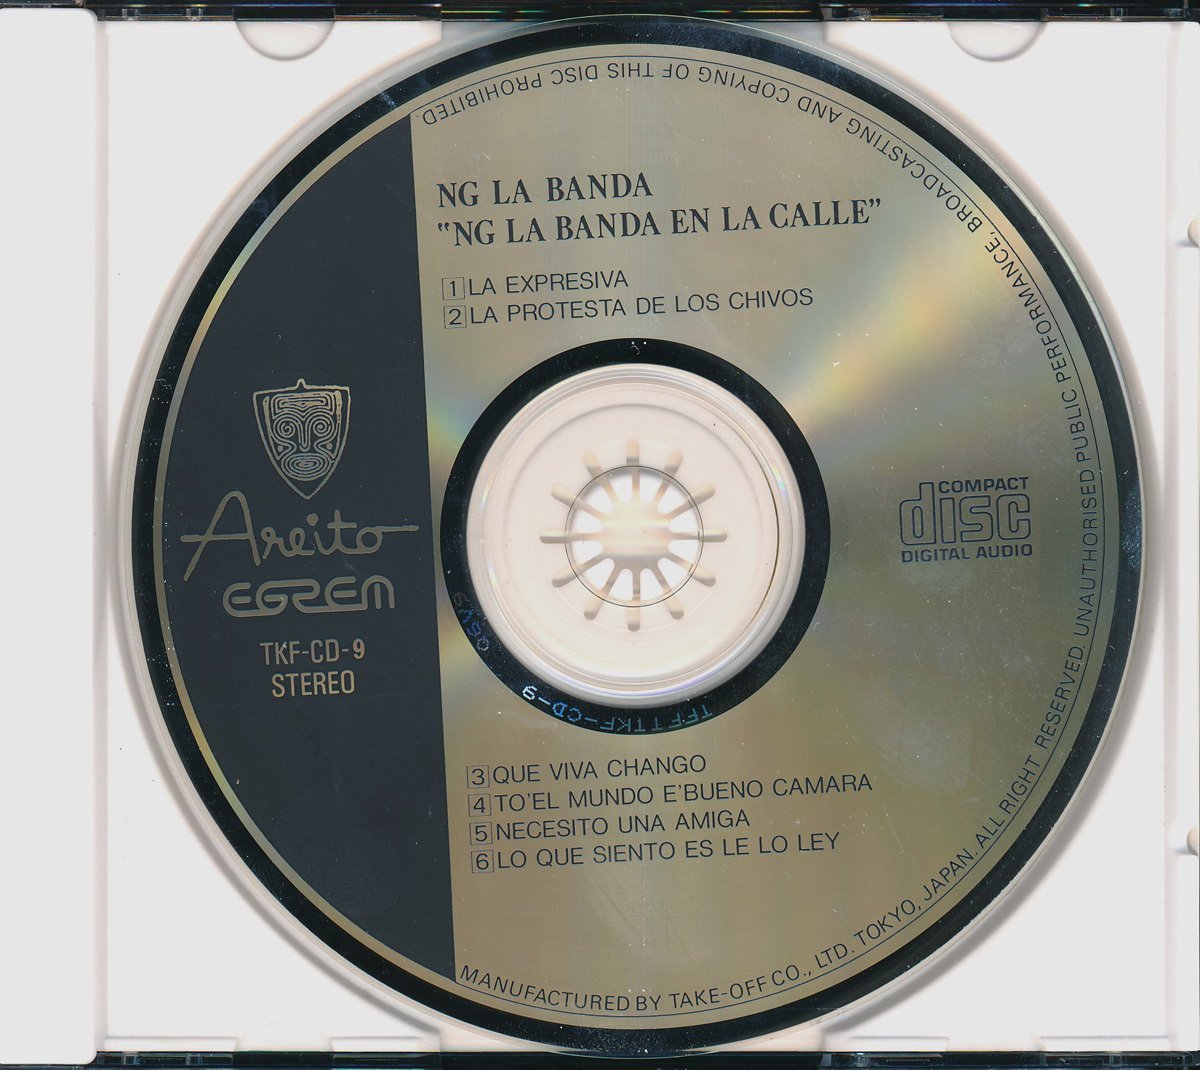 NG LA BANDA
“NG LA BANDA EN LA CALLE”
1 LA EXPRESIVA
2 LA PROTESTA DE LOS CHIVOS
Areito
EGREM
TKF-CD-9
STEREO
COMPACT
disc
DIGITAL AUDIO
TKF-CD-9
3 QUE VIVA CHANGO
4 TO'EL MUNDO E'BUENO CAMARA
5 NECESITO UNA AMIGA
6 LO QUE SIENTO ES LE LO LEY
MANUFACTURED BY TAKE-OFF CO., LTD. TOKYO, JAPAN. ALL RIGHT RESERVED. UNAUTHORISED PUBLIC PERFORMANCE, BROADCASTING AND COPYING OF THIS DISC PROHIBITED.